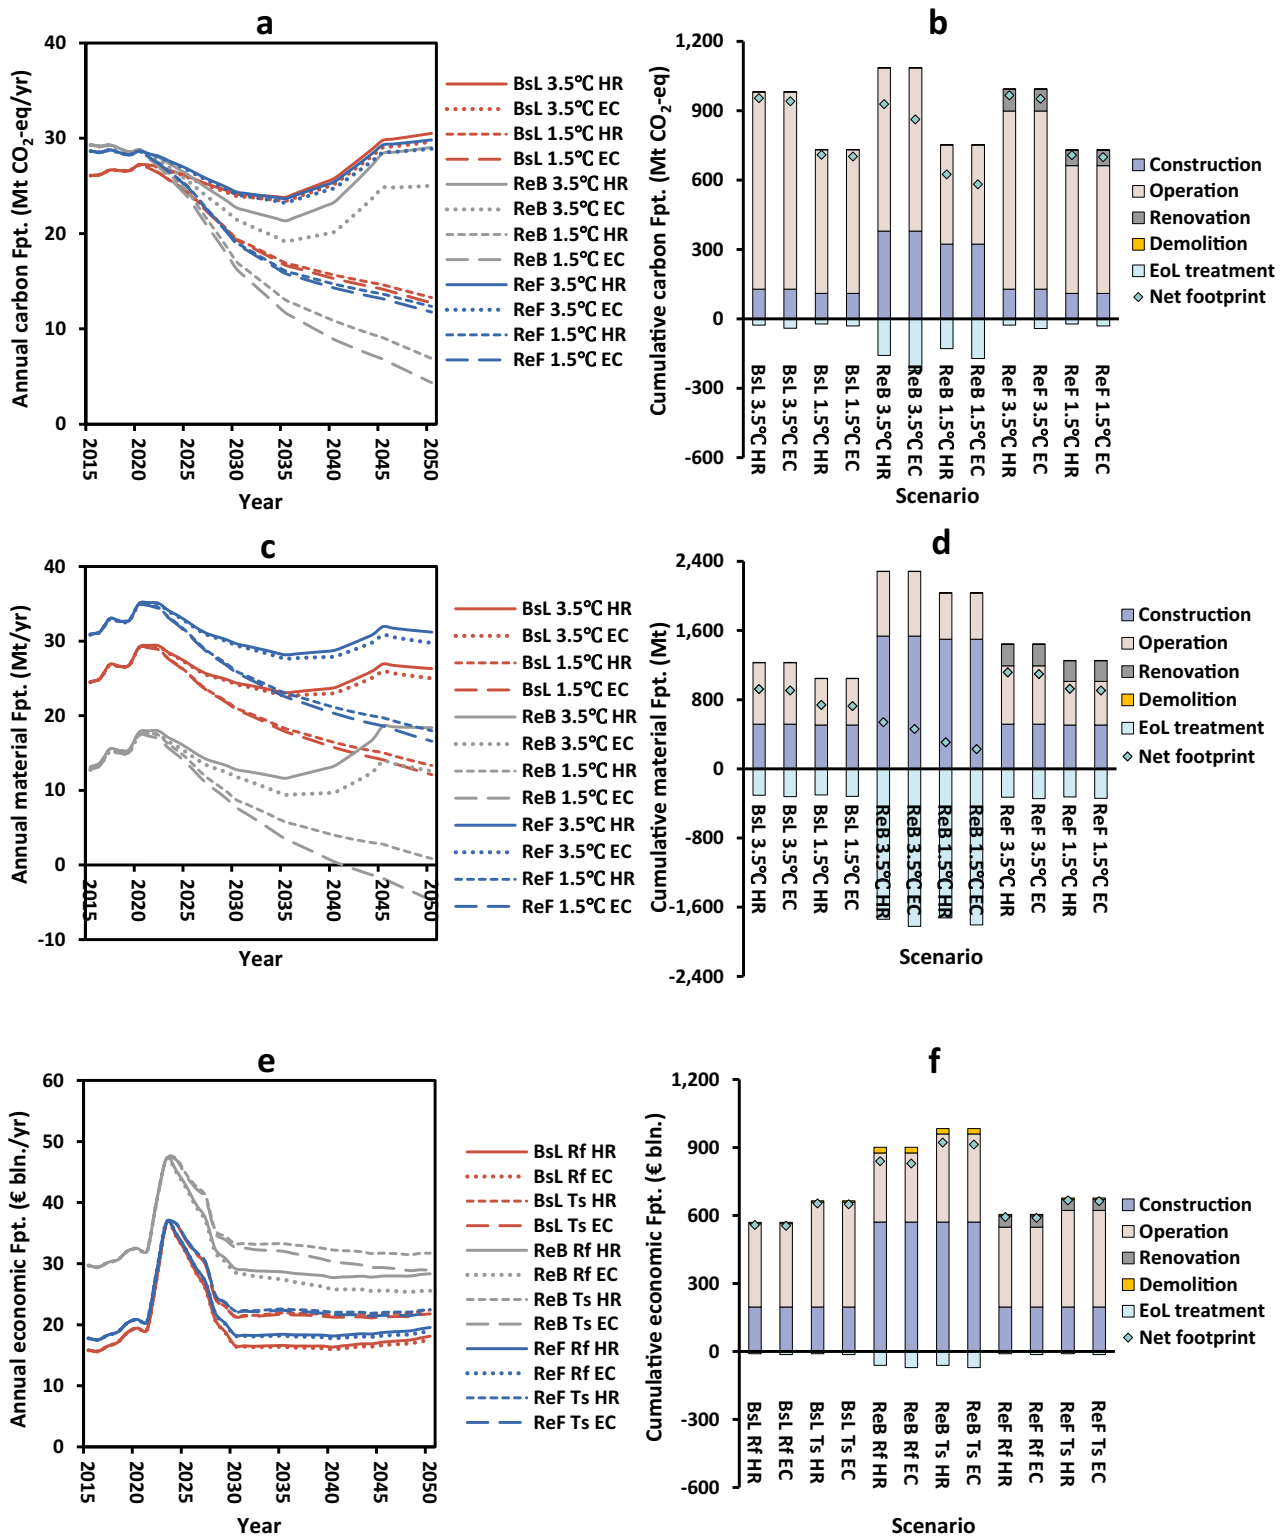 a
Annual carbon Fpt. (Mt CO₂-eq/yr)
40
30
20
10
0
2015
2020
2025
2030
2035
2040
2045
2050
Year
BsL 3.5℃ HR
BsL 3.5℃ EC
BsL 1.5℃ HR
BsL 1.5℃ EC
ReB 3.5℃ HR
ReB 3.5℃ EC
ReB 1.5℃ HR
ReB 1.5℃ EC
ReF 3.5℃ HR
ReF 3.5℃ EC
ReF 1.5℃ HR
ReF 1.5℃ EC
b
Cumulative carbon Fpt. (Mt CO₂-eq)
1,200
900
600
300
0
-300
-600
BsL 3.5℃ HR
BsL 3.5℃ EC
BsL 1.5℃ HR
BsL 1.5℃ EC
ReB 3.5℃ HR
ReB 3.5℃ EC
ReB 1.5℃ HR
ReB 1.5℃ EC
ReF 3.5℃ HR
ReF 3.5℃ EC
ReF 1.5℃ HR
ReF 1.5℃ EC
Scenario
Construction
Operation
Renovation
Demolition
EoL treatment
Net footprint
c
Annual material Fpt. (Mt/yr)
40
30
20
10
0
-10
2015
2020
2025
2030
2035
2040
2045
2050
Year
BsL 3.5℃ HR
BsL 3.5℃ EC
BsL 1.5℃ HR
BsL 1.5℃ EC
ReB 3.5℃ HR
ReB 3.5℃ EC
ReB 1.5℃ HR
ReB 1.5℃ EC
ReF 3.5℃ HR
ReF 3.5℃ EC
ReF 1.5℃ HR
ReF 1.5℃ EC
d
Cumulative material Fpt. (Mt)
2,400
1,600
800
0
-800
-1,600
-2,400
BsL 3.5℃ HR
BsL 3.5℃ EC
BsL 1.5℃ HR
BsL 1.5℃ EC
ReB 3.5℃ HR
ReB 3.5℃ EC
ReB 1.5℃ HR
ReB 1.5℃ EC
ReF 3.5℃ HR
ReF 3.5℃ EC
ReF 1.5℃ HR
ReF 1.5℃ EC
Scenario
Construction
Operation
Renovation
Demolition
EoL treatment
Net footprint
e
Annual economic Fpt. (€ bln./yr)
60
50
40
30
20
10
0
2015
2020
2025
2030
2035
2040
2045
2050
Year
BsL Rf HR
BsL Rf EC
BsL Ts HR
BsL Ts EC
ReB Rf HR
ReB Rf EC
ReB Ts HR
ReB Ts EC
ReF Rf HR
ReF Rf EC
ReF Ts HR
ReF Ts EC
f
Cumulative economic Fpt. (€ bln.)
1,200
900
600
300
0
-300
-600
BsL Rf HR
BsL Rf EC
BsL Ts HR
BsL Ts EC
ReB Rf HR
ReB Rf EC
ReB Ts HR
ReB Ts EC
ReF Rf HR
ReF Rf EC
ReF Ts HR
ReF Ts EC
Scenario
Construction
Operation
Renovation
Demolition
EoL treatment
Net footprint